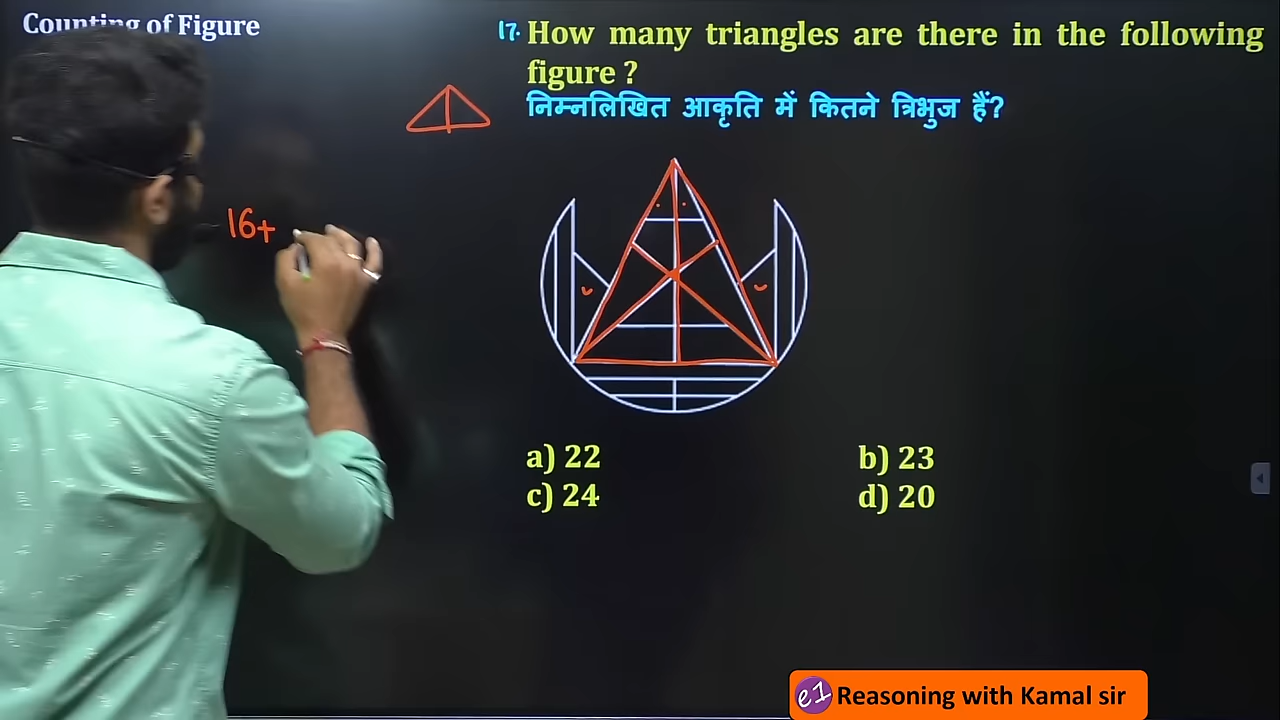 Counting of Figure
17. How many triangles are there in the following
figure ?
निम्नलिखित आकृति में कितने त्रिभुज हैं?
16+
a) 22
b) 23
c) 24
d) 20
e1 Reasoning with Kamal sir